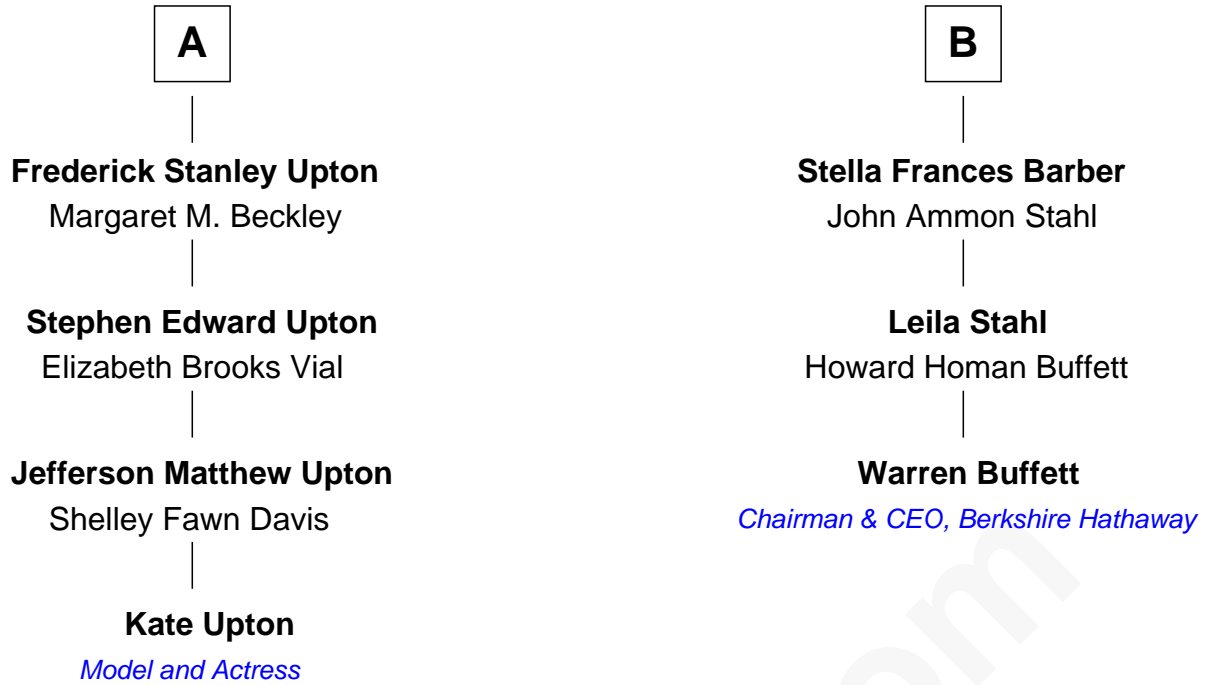 A
Frederick Stanley Upton
Margaret M. Beckley
Stephen Edward Upton
Elizabeth Brooks Vial
Jefferson Matthew Upton
Shelley Fawn Davis
Kate Upton
Model and Actress
B
Stella Frances Barber
John Ammon Stahl
Leila Stahl
Howard Homan Buffett
Warren Buffett
Chairman & CEO, Berkshire Hathaway
om